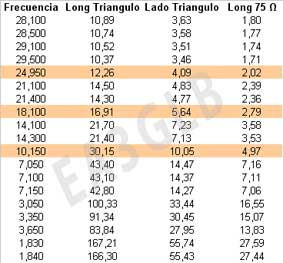 Frecuencia Long Triangulo Lado Triangulo Long 75 Ω
28,100 10,89 3,63 1,80
28,500 10,74 3,58 1,77
29,100 10,52 3,51 1,74
29,500 10,37 3,46 1,71
24,950 12,26 4,09 2,02
21,100 14,50 4,83 2,39
21,400 14,30 4,77 2,36
18,100 16,91 5,64 2,79
14,100 21,70 7,23 3,58
14,300 21,40 7,13 3,53
10,150 30,15 10,05 4,97
7,050 43,40 14,47 7,16
7,100 43,10 14,37 7,11
7,150 42,80 14,27 7,06
3,050 100,33 33,44 16,55
3,350 91,34 30,45 15,07
3,650 83,84 27,95 13,83
1,830 167,21 55,74 27,59
1,840 166,30 55,43 27,44